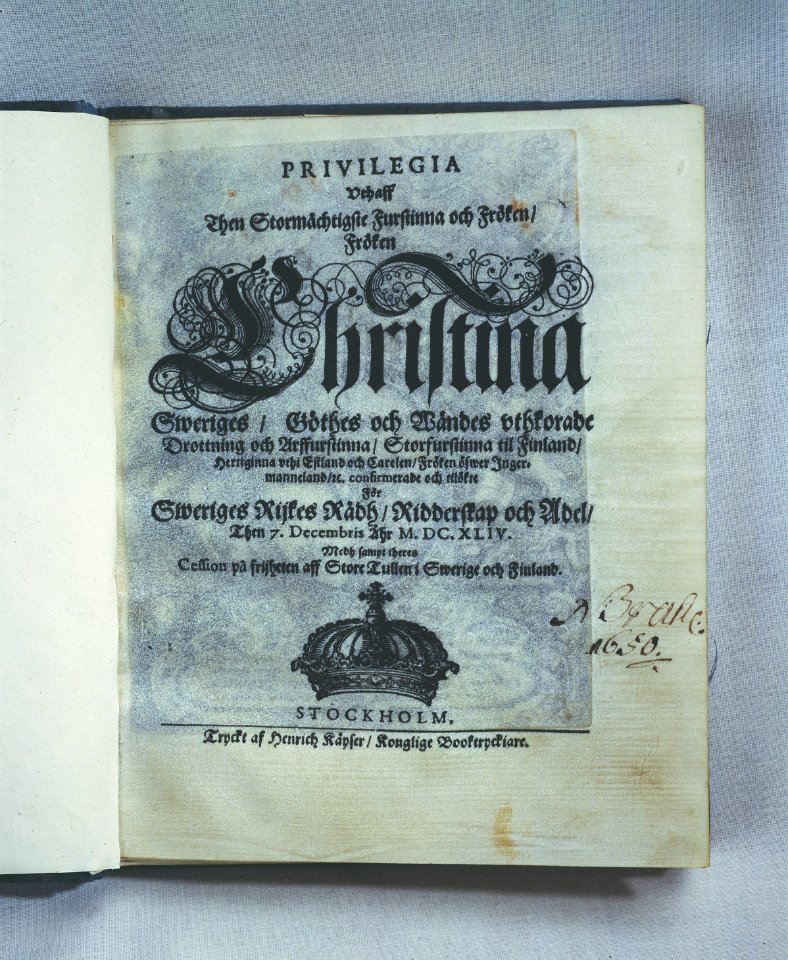 PRIVILEGIA
Vthaff
Then Stormächtigste Furstinna och Fröken/
Fröken
Christina
Sweriges / Göthes och Wändes vthkorade
Drottning och Arffurstinna/ Storfurstinna til Finland/
Hertiginna vthi Estland och Carelen/ Fröken öfwer Inger-
manneland/ꝛc. confirmerade och tilökte
För
Sweriges Rijkes Rådh/ Ridderskap och Adel/
Then 7. Decembris Åhr M. DC. XLIV.
Medh sampt theres
Cession på frijheten aff Store Tullen i Swerige och Finland.
1650.
STOCKHOLM,
Tryckt af Henrich Käyser/ Konglige Booktryckiare.